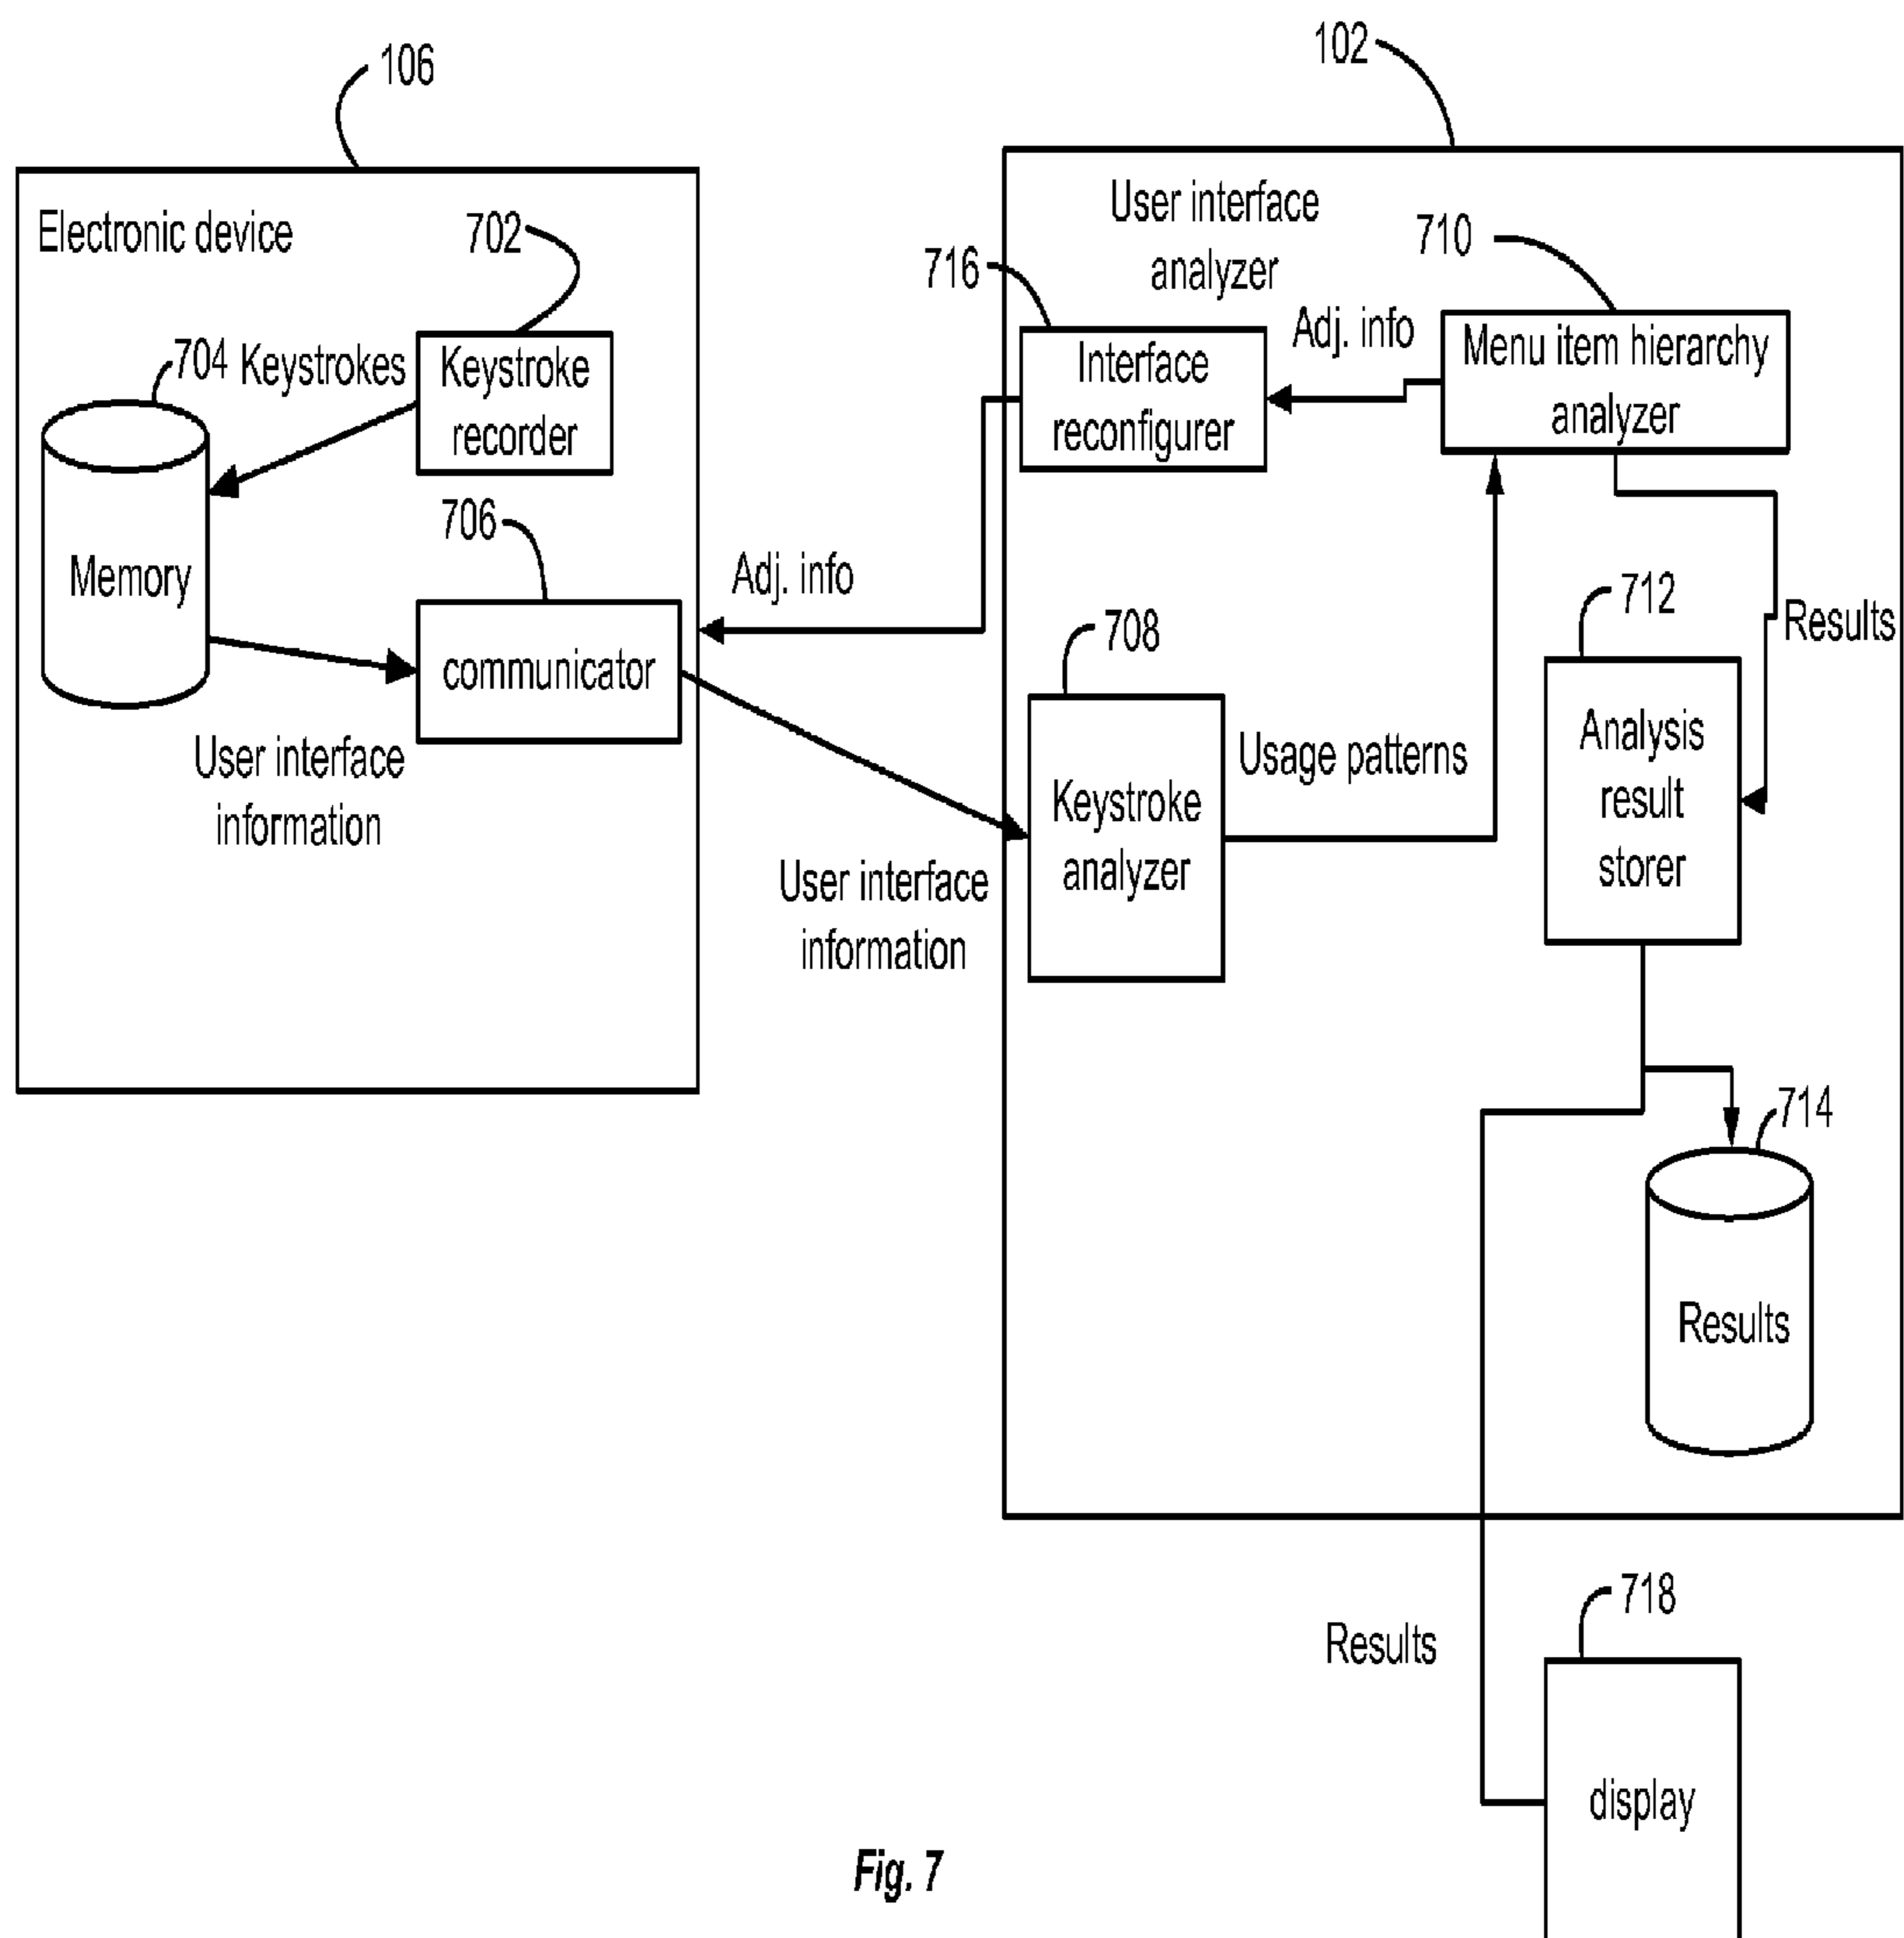 106
102
Electronic device
702
User interface
analyzer
716
710
704
Keystrokes
Keystroke
recorder
Interface
reconfigurer
Adj. info
Menu item hierarchy
analyzer
706
Memory
communicator
Adj. info
User interface
information
708
Keystroke
analyzer
Usage patterns
712
Results
Analysis
result
storer
User interface
information
714
Results
Results
718
display
Fig. 7